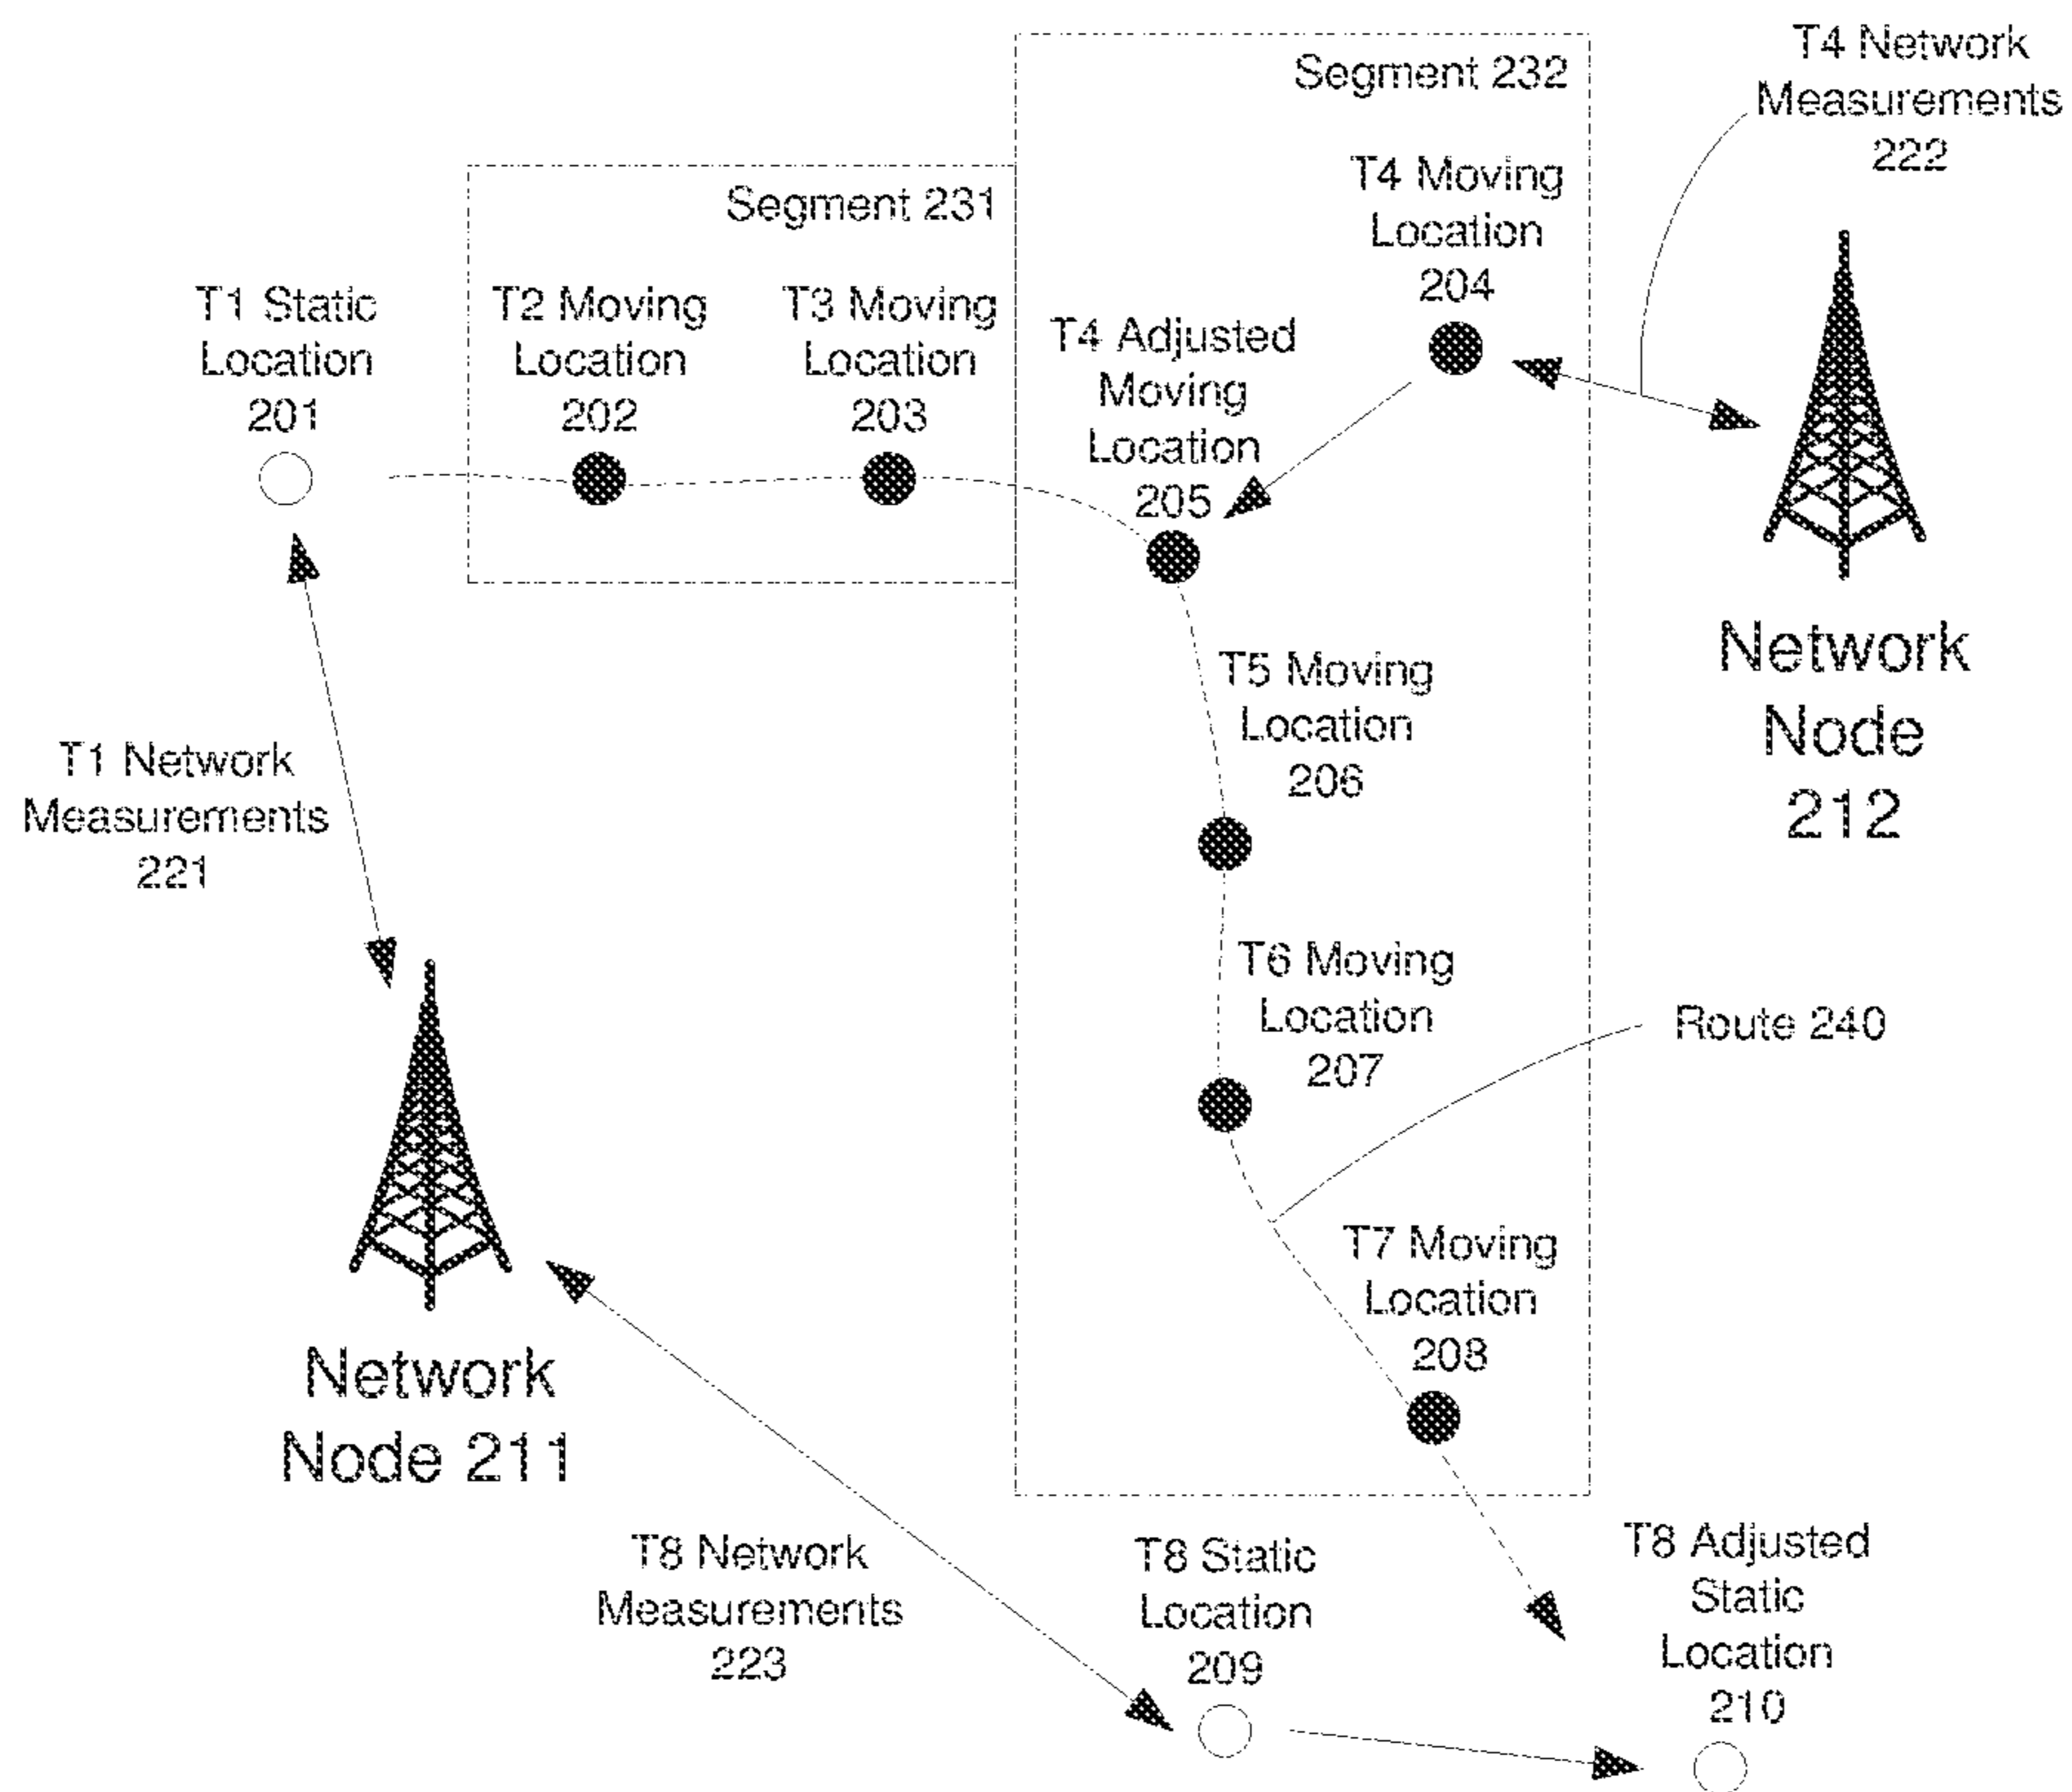 T4 Network
Measurements
222
Segment 232
T4 Moving
Location
204
Segment 231
T1 Static
Location
201
T2 Moving
Location
202
T3 Moving
Location
203
T4 Adjusted
Moving
Location
205
Network
Node
212
T5 Moving
Location
206
T1 Network
Measurements
221
T6 Moving
Location
207
Route 240
T7 Moving
Location
208
Network
Node 211
T8 Network
Measurements
223
T8 Static
Location
209
T8 Adjusted
Static
Location
210